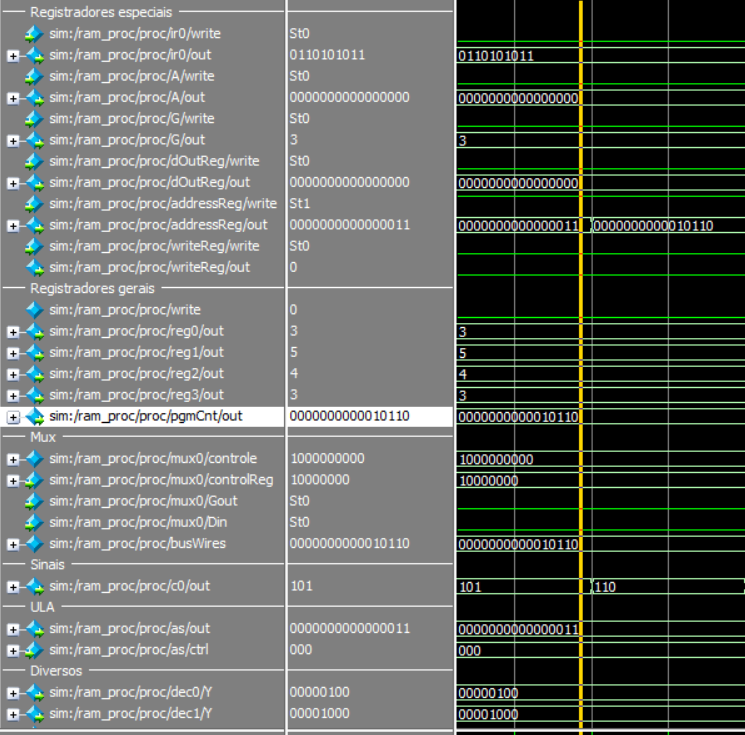 Registradores especiais
sim:/ram_proc/proc/ir0/write St0
sim:/ram_proc/proc/ir0/out 0110101011 0110101011
sim:/ram_proc/proc/A/write St0
sim:/ram_proc/proc/A/out 0000000000000000 0000000000000000
sim:/ram_proc/proc/G/write St0
sim:/ram_proc/proc/G/out 3 3
sim:/ram_proc/proc/dOutReg/write St0
sim:/ram_proc/proc/dOutReg/out 0000000000000000 0000000000000000
sim:/ram_proc/proc/addressReg/write St1
sim:/ram_proc/proc/addressReg/out 0000000000000011 0000000000000011 0000000000010110
sim:/ram_proc/proc/writeReg/write St0
sim:/ram_proc/proc/writeReg/out 0
Registradores gerais
sim:/ram_proc/proc/write 0
sim:/ram_proc/proc/reg0/out 3 3
sim:/ram_proc/proc/reg1/out 5 5
sim:/ram_proc/proc/reg2/out 4 4
sim:/ram_proc/proc/reg3/out 3 3
sim:/ram_proc/proc/pgmCnt/out 0000000000010110 0000000000010110
Mux
sim:/ram_proc/proc/mux0/controle 1000000000 1000000000
sim:/ram_proc/proc/mux0/controlReg 10000000 10000000
sim:/ram_proc/proc/mux0/Gout St0
sim:/ram_proc/proc/mux0/Din St0
sim:/ram_proc/proc/busWires 0000000000010110 0000000000010110
Sinais
sim:/ram_proc/proc/c0/out 101 101 110
ULA
sim:/ram_proc/proc/as/out 0000000000000011 0000000000000011
sim:/ram_proc/proc/as/ctrl 000 000
Diversos
sim:/ram_proc/proc/dec0/Y 00000100 00000100
sim:/ram_proc/proc/dec1/Y 00001000 00001000